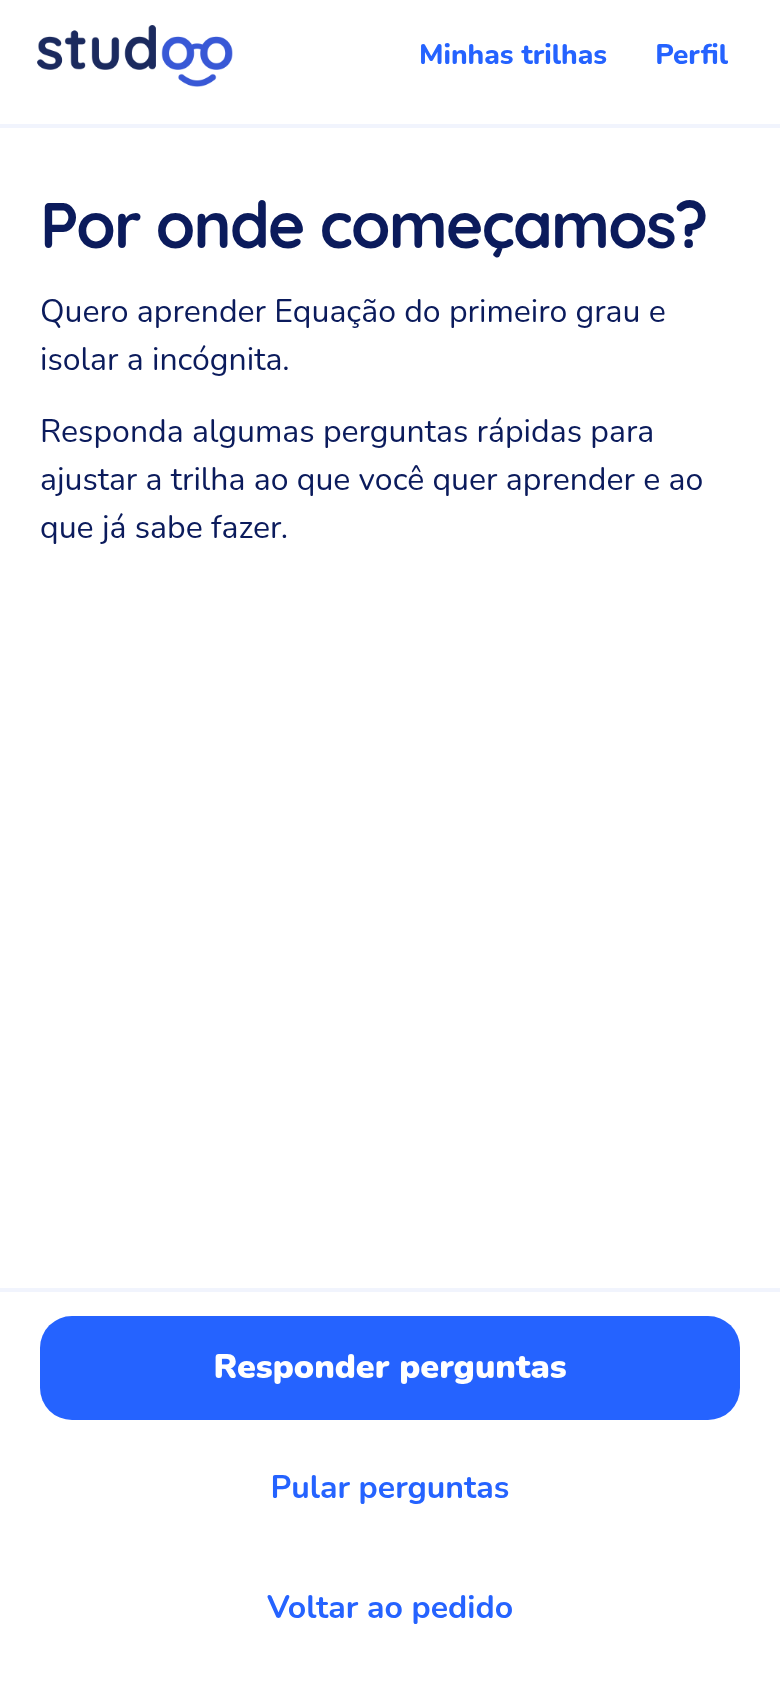 studoo
Minhas trilhas
Perfil
Por onde começamos?
Quero aprender Equação do primeiro grau e
isolar a incógnita.
Responda algumas perguntas rápidas para
ajustar a trilha ao que você quer aprender e ao
que já sabe fazer.
Responder perguntas
Pular perguntas
Voltar ao pedido